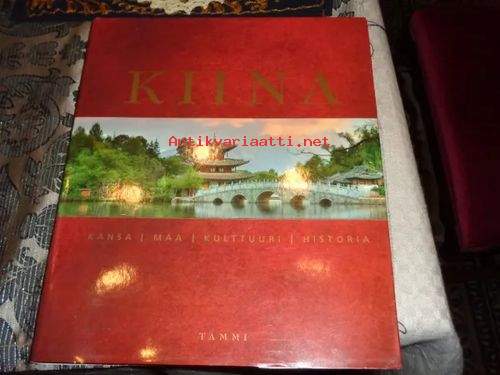 KIINA
Antikvariaatti.net
KANSA | MAA | KULTTUURI | HISTORIA
TAMMI